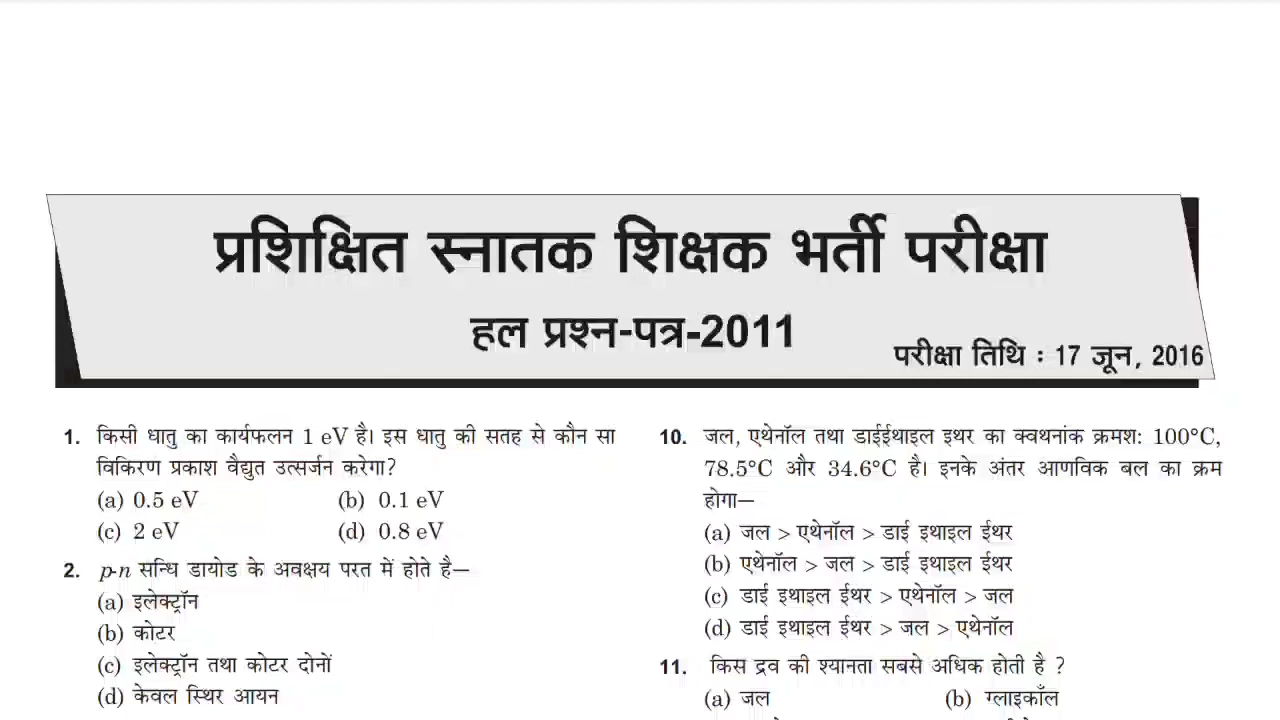 प्रशिक्षित स्नातक शिक्षक भर्ती परीक्षा
हल प्रश्न-पत्र-2011
परीक्षा तिथि : 17 जून, 2016
1. किसी धातु का कार्यफलन 1 eV है। इस धातु की सतह से कौन सा
विकिरण प्रकाश वैद्युत उत्सर्जन करेगा?
(a) 0.5 eV (b) 0.1 eV
(c) 2 eV (d) 0.8 eV
2. p-n सन्धि डायोड के अवक्षय परत में होते है—
(a) इलेक्ट्रॉन
(b) कोटर
(c) इलेक्ट्रॉन तथा कोटर दोनों
(d) केवल स्थिर आयन
10. जल, एथेनॉल तथा डाईईथाइल इथर का क्वथनांक क्रमश: 100°C,
78.5°C और 34.6°C है। इनके अंतर आणविक बल का क्रम
होगा—
(a) जल > एथेनॉल > डाई इथाइल ईथर
(b) एथेनॉल > जल > डाई इथाइल ईथर
(c) डाई इथाइल ईथर > एथेनॉल > जल
(d) डाई इथाइल ईथर > जल > एथेनॉल
11. किस द्रव की श्यानता सबसे अधिक होती है ?
(a) जल (b) ग्लाइकॉल